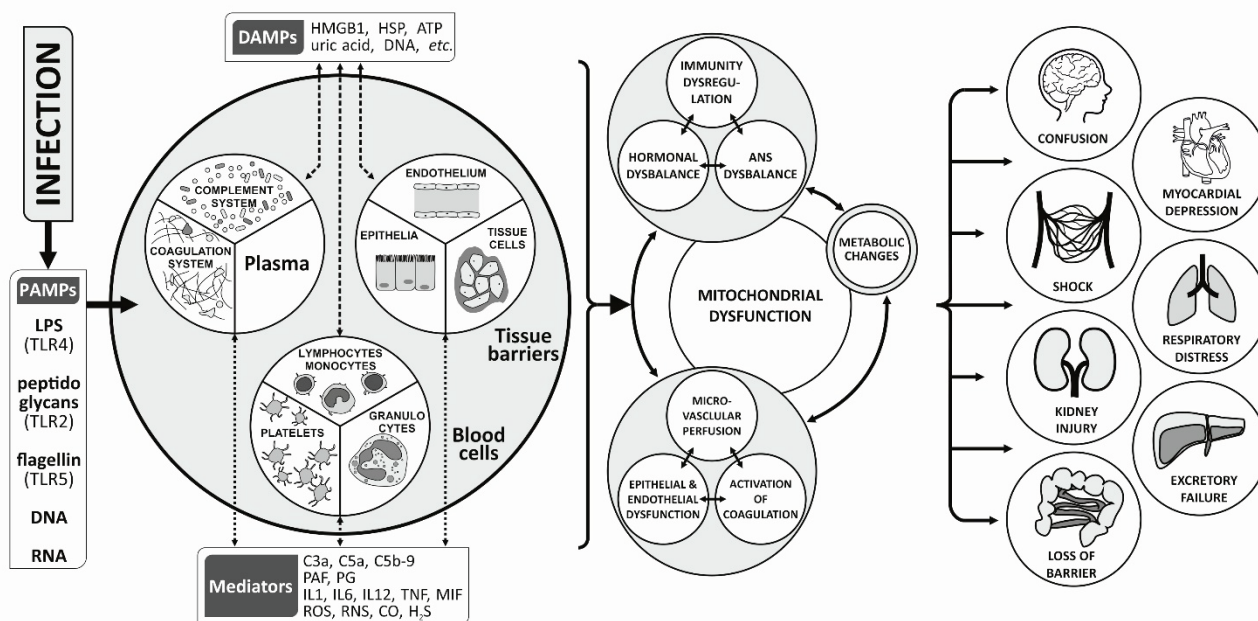 INFECTION
PAMPs
LPS
(TLR4)
peptido
glycans
(TLR2)
flagellin
(TLR5)
DNA
RNA
DAMPs
HMGB1, HSP, ATP
uric acid, DNA, etc.
COMPLEMENT
SYSTEM
COAGULATION
SYSTEM
Plasma
ENDOTHELIUM
EPITHELIA
TISSUE
CELLS
Tissue
barriers
LYMPHOCYTES
MONOCYTES
PLATELETS
GRANULO
CYTES
Blood
cells
Mediators
C3a, C5a, C5b-9
PAF, PG
IL1, IL6, IL12, TNF, MIF
ROS, RNS, CO, H₂S
IMMUNITY
DYSREGU-
LATION
HORMONAL
DYSBALANCE
ANS
DYSBALANCE
METABOLIC
CHANGES
MITOCHONDRIAL
DYSFUNCTION
MICRO-
VASCULAR
PERFUSION
EPITHELIAL &
ENDOTHELIAL
DYSFUNCTION
ACTIVATION
OF
COAGULATION
CONFUSION
MYOCARDIAL
DEPRESSION
SHOCK
RESPIRATORY
DISTRESS
KIDNEY
INJURY
EXCRETORY
FAILURE
LOSS OF
BARRIER